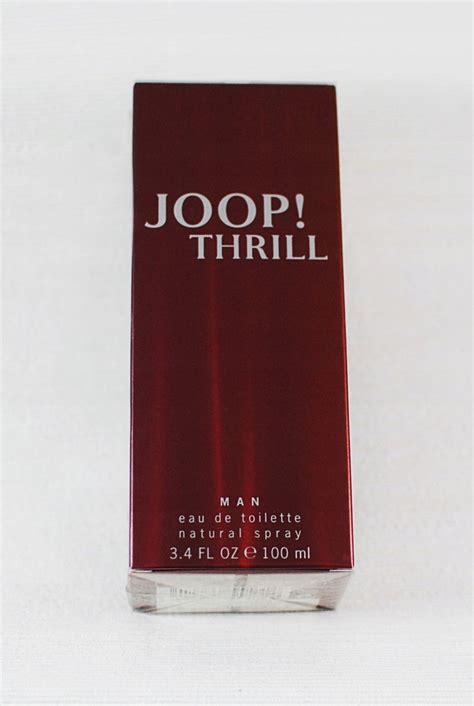 JOOP!
THRILL
MAN
eau de toilette
natural spray
3.4 FL OZ ℮ 100 ml